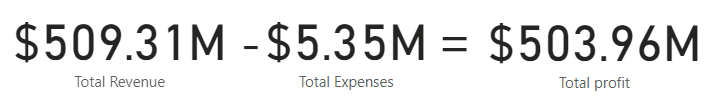 $509.31M -$5.35M = $503.96M
Total Revenue Total Expenses Total profit